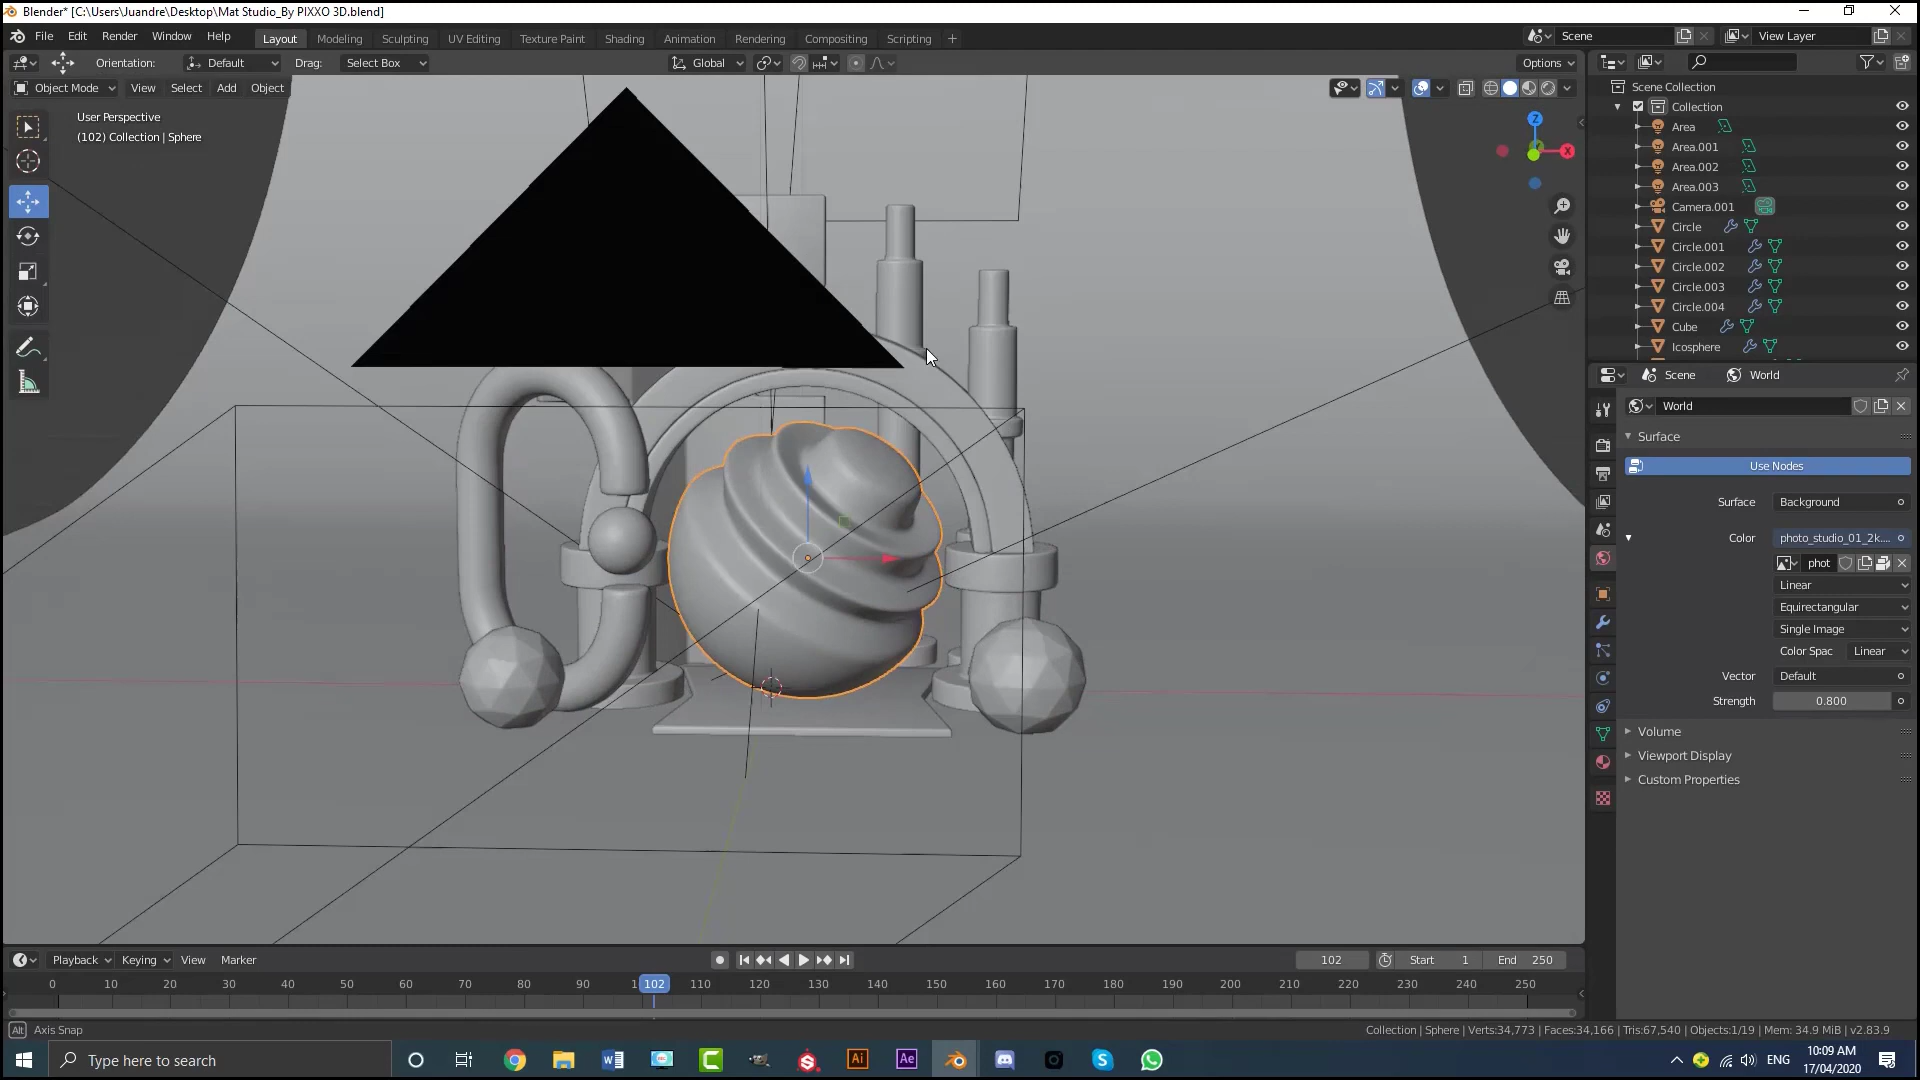 Blender* [C:\Users\Juandre\Desktop\Mat Studio_By PIXXO 3D.blend]
File Edit Render Window Help Layout Modeling Sculpting UV Editing Texture Paint Shading Animation Rendering Compositing Scripting + Scene View Layer
Orientation: Default Drag: Select Box Global Options
Object Mode View Select Add Object
User Perspective
(102) Collection | Sphere
Z
X
Scene Collection
Collection
Area
Area.001
Area.002
Area.003
Camera.001
Circle
Circle.001
Circle.002
Circle.003
Circle.004
Cube
Icosphere
Scene World
World
Surface
Use Nodes
Surface Background
Color photo_studio_01_2k....
phot
Linear
Equirectangular
Single Image
Color Spac Linear
Vector Default
Strength 0.800
Volume
Viewport Display
Custom Properties
Playback Keying View Marker 102 Start 1 End 250
0 10 20 30 40 50 60 70 80 90 1 102 110 120 130 140 150 160 170 180 190 200 210 220 230 240 250
Alt Axis Snap Collection | Sphere | Verts:34,773 | Faces:34,166 | Tris:67,540 | Objects:1/19 | Mem: 34.9 MiB | v2.83.9
Type here to search Ai Ae ENG 10:09 AM
17/04/2020